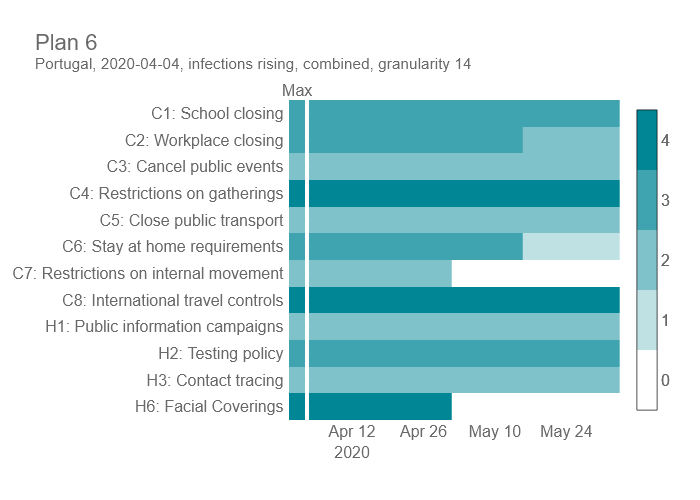 Plan 6
Portugal, 2020-04-04, infections rising, combined, granularity 14
Max
C1: School closing
C2: Workplace closing
C3: Cancel public events
C4: Restrictions on gatherings
C5: Close public transport
C6: Stay at home requirements
C7: Restrictions on internal movement
C8: International travel controls
H1: Public information campaigns
H2: Testing policy
H3: Contact tracing
H6: Facial Coverings
Apr 12 Apr 26 May 10 May 24
2020
4
3
2
1
0